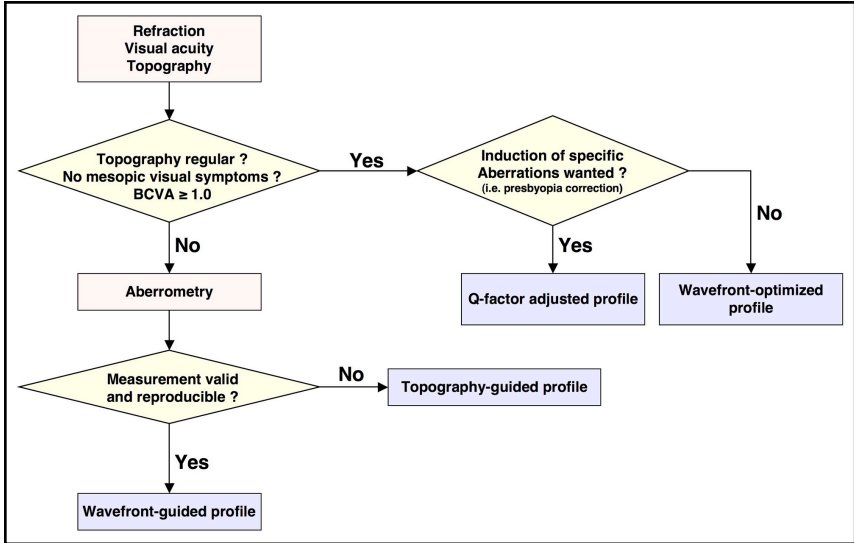 Refraction
Visual acuity
Topography
Topography regular ?
No mesopic visual symptoms ?
BCVA ≥ 1.0
Yes
Induction of specific
Aberrations wanted ?
(i.e. presbyopia correction)
No
Yes
No
Aberrometry
Q-factor adjusted profile
Wavefront-optimized
profile
Measurement valid
and reproducible ?
No
Topography-guided profile
Yes
Wavefront-guided profile